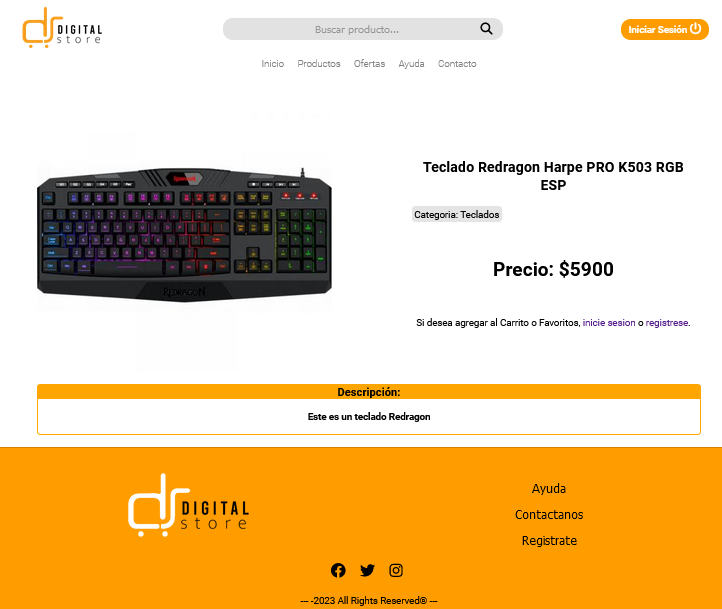 DIGITAL
store
Buscar producto...
Iniciar Sesión
Inicio Productos Ofertas Ayuda Contacto
Teclado Redragon Harpe PRO K503 RGB
ESP
Categoria: Teclados
Precio: $5900
Si desea agregar al Carrito o Favoritos, inicie sesion o registrese.
REDRAGON
Descripción:
Este es un teclado Redragon
DIGITAL
store
Ayuda
Contactanos
Registrate
--- -2023 All Rights Reserved® ---